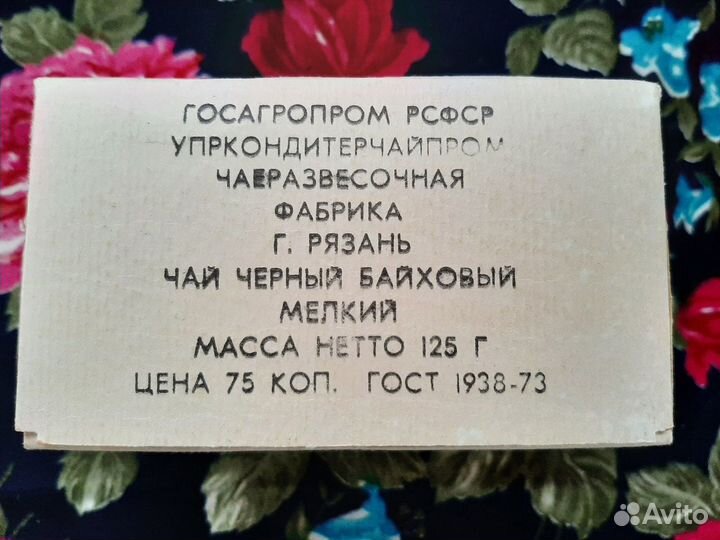 ГОСАГРОПРОМ РСФСР
УПРКОНДИТЕРЧАЙПРОМ
ЧАЕРАЗВЕСОЧНАЯ
ФАБРИКА
Г. РЯЗАНЬ
ЧАЙ ЧЕРНЫЙ БАЙХОВЫЙ
МЕЛКИЙ
МАССА НЕТТО 125 Г
ЦЕНА 75 КОП. ГОСТ 1938-73
Avito